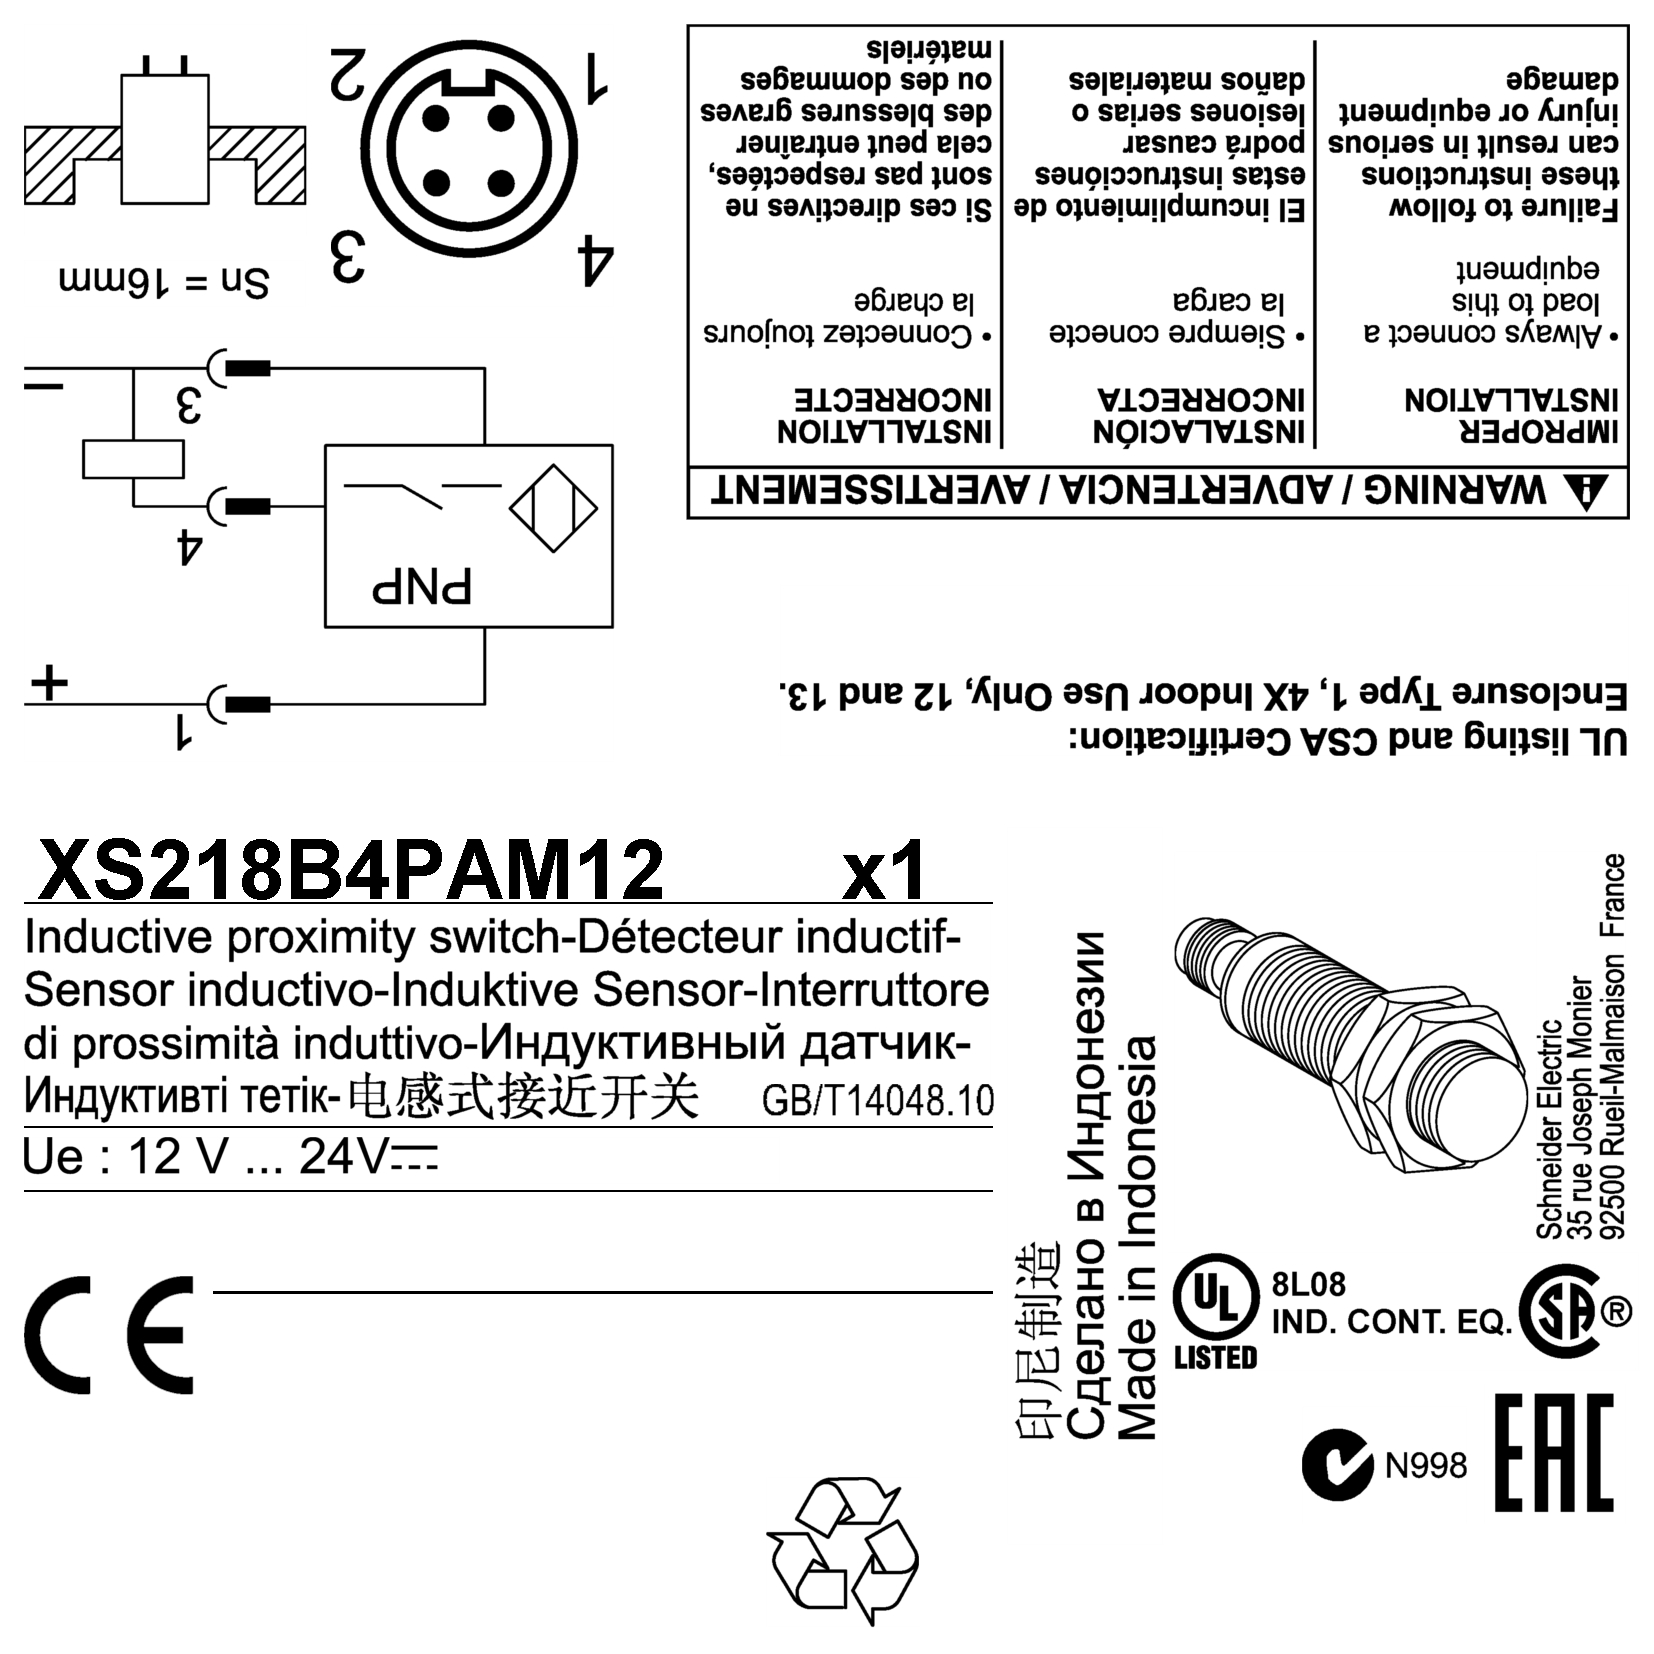 XS218B4PAM12 x1
Inductive proximity switch-Détecteur inductif-
Sensor inductivo-Induktive Sensor-Interruttore
di prossimità induttivo-Индуктивный датчик-
Индуктивті тетік-电感式接近开关 GB/T14048.10
Ue : 12 V ... 24V
CE
印尼制造
Сделано в Индонезии
Made in Indonesia
Schneider Electric
35 rue Joseph Monier
92500 Rueil-Malmaison France
UL
LISTED
8L08
IND. CONT. EQ.
SA ®
N998
EAC
UL listing and CSA Certification:
Enclosure Type 1, 4X Indoor Use Only, 12 and 13.
WARNING / ADVERTENCIA / AVERTISSEMENT
IMPROPER
INSTALLATION
• Always connect a
load to this
equipment
Failure to follow
these instructions
can result in serious
injury or equipment
damage
INSTALACIÓN
INCORRECTA
• Siempre conecte
la carga
El incumplimiento de
estas instrucciónes
podrá causar
lesiones serias o
daños materiales
INSTALLATION
INCORRECTE
• Connectez toujours
la charge
Si ces directives ne
sont pas respectées,
cela peut entraîner
des blessures graves
ou des dommages
matériels
1
+
PNP
4
3
−
Sn = 16mm
4
3
1
2